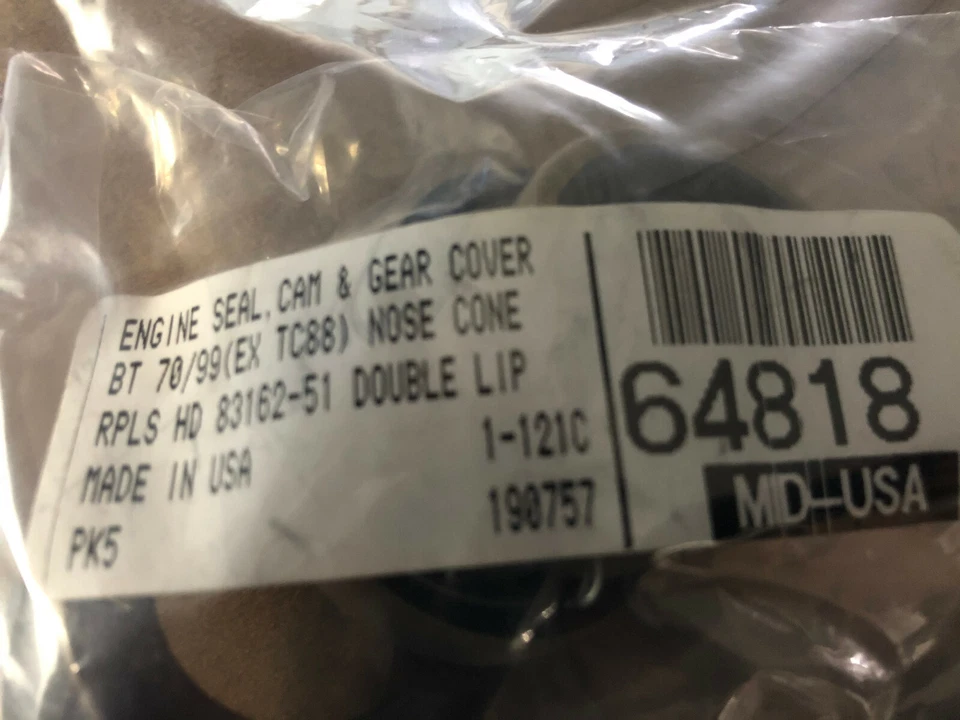 ENGINE SEAL,CAM & GEAR COVER
BT 70/99(EX TC88) NOSE CONE
RPLS HD 83162-51 DOUBLE LIP
1-121C
MADE IN USA
190757
PK5
64818
MID-USA